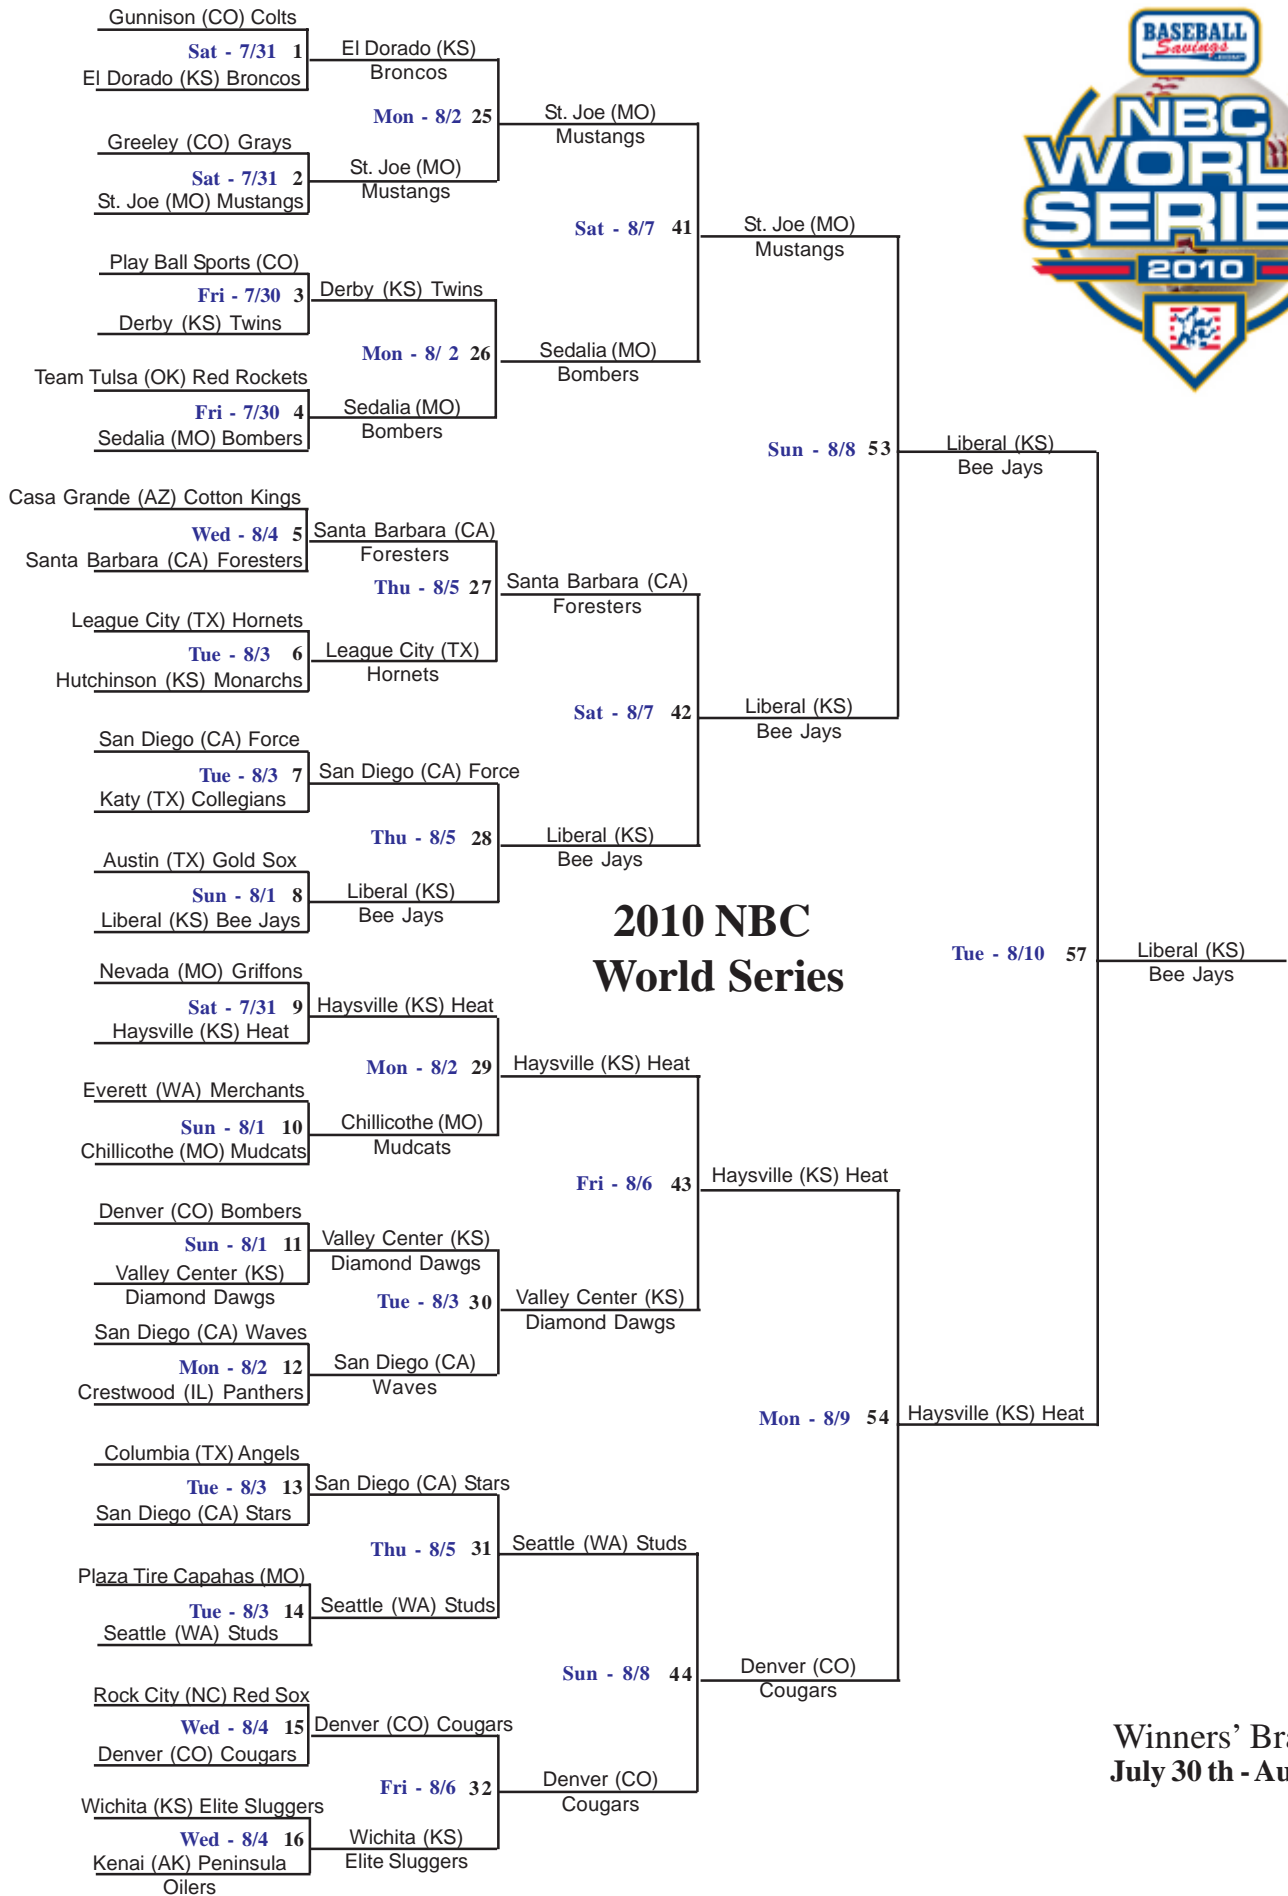 Gunnison (CO) Colts
Sat - 7/31 1
El Dorado (KS) Broncos
Greeley (CO) Grays
Sat - 7/31 2
St. Joe (MO) Mustangs
Play Ball Sports (CO)
Fri - 7/30 3
Derby (KS) Twins
Team Tulsa (OK) Red Rockets
Fri - 7/30 4
Sedalia (MO) Bombers
Casa Grande (AZ) Cotton Kings
Wed - 8/4 5
Santa Barbara (CA) Foresters
League City (TX) Hornets
Tue - 8/3 6
Hutchinson (KS) Monarchs
San Diego (CA) Force
Tue - 8/3 7
Katy (TX) Collegians
Austin (TX) Gold Sox
Sun - 8/1 8
Liberal (KS) Bee Jays
Nevada (MO) Griffons
Sat - 7/31 9
Haysville (KS) Heat
Everett (WA) Merchants
Sun - 8/1 10
Chillicothe (MO) Mudcats
Denver (CO) Bombers
Sun - 8/1 11
Valley Center (KS)
Diamond Dawgs
San Diego (CA) Waves
Mon - 8/2 12
Crestwood (IL) Panthers
Columbia (TX) Angels
Tue - 8/3 13
San Diego (CA) Stars
Plaza Tire Capahas (MO)
Tue - 8/3 14
Seattle (WA) Studs
Rock City (NC) Red Sox
Wed - 8/4 15
Denver (CO) Cougars
Wichita (KS) Elite Sluggers
Wed - 8/4 16
Kenai (AK) Peninsula
Oilers
El Dorado (KS)
Broncos
Mon - 8/2 25
St. Joe (MO)
Mustangs
Derby (KS) Twins
Mon - 8/ 2 26
Sedalia (MO)
Bombers
Santa Barbara (CA)
Foresters
Thu - 8/5 27
League City (TX)
Hornets
San Diego (CA) Force
Thu - 8/5 28
Liberal (KS)
Bee Jays
Haysville (KS) Heat
Mon - 8/2 29
Chillicothe (MO)
Mudcats
Valley Center (KS)
Diamond Dawgs
Tue - 8/3 30
San Diego (CA)
Waves
San Diego (CA) Stars
Thu - 8/5 31
Seattle (WA) Studs
Denver (CO) Cougars
Fri - 8/6 32
Wichita (KS)
Elite Sluggers
St. Joe (MO)
Mustangs
Sat - 8/7 41
Sedalia (MO)
Bombers
Santa Barbara (CA)
Foresters
Sat - 8/7 42
Liberal (KS)
Bee Jays
Haysville (KS) Heat
Fri - 8/6 43
Valley Center (KS)
Diamond Dawgs
Seattle (WA) Studs
Sun - 8/8 44
Denver (CO)
Cougars
St. Joe (MO)
Mustangs
Sun - 8/8 53
Liberal (KS)
Bee Jays
Haysville (KS) Heat
Mon - 8/9 54
Denver (CO)
Cougars
Liberal (KS)
Bee Jays
Tue - 8/10 57
Haysville (KS) Heat
Liberal (KS)
Bee Jays
2010 NBC
World Series
BASEBALL
Savings
NBC
WORL
SERIE
2010
Winners’ Bra
July 30 th - Au